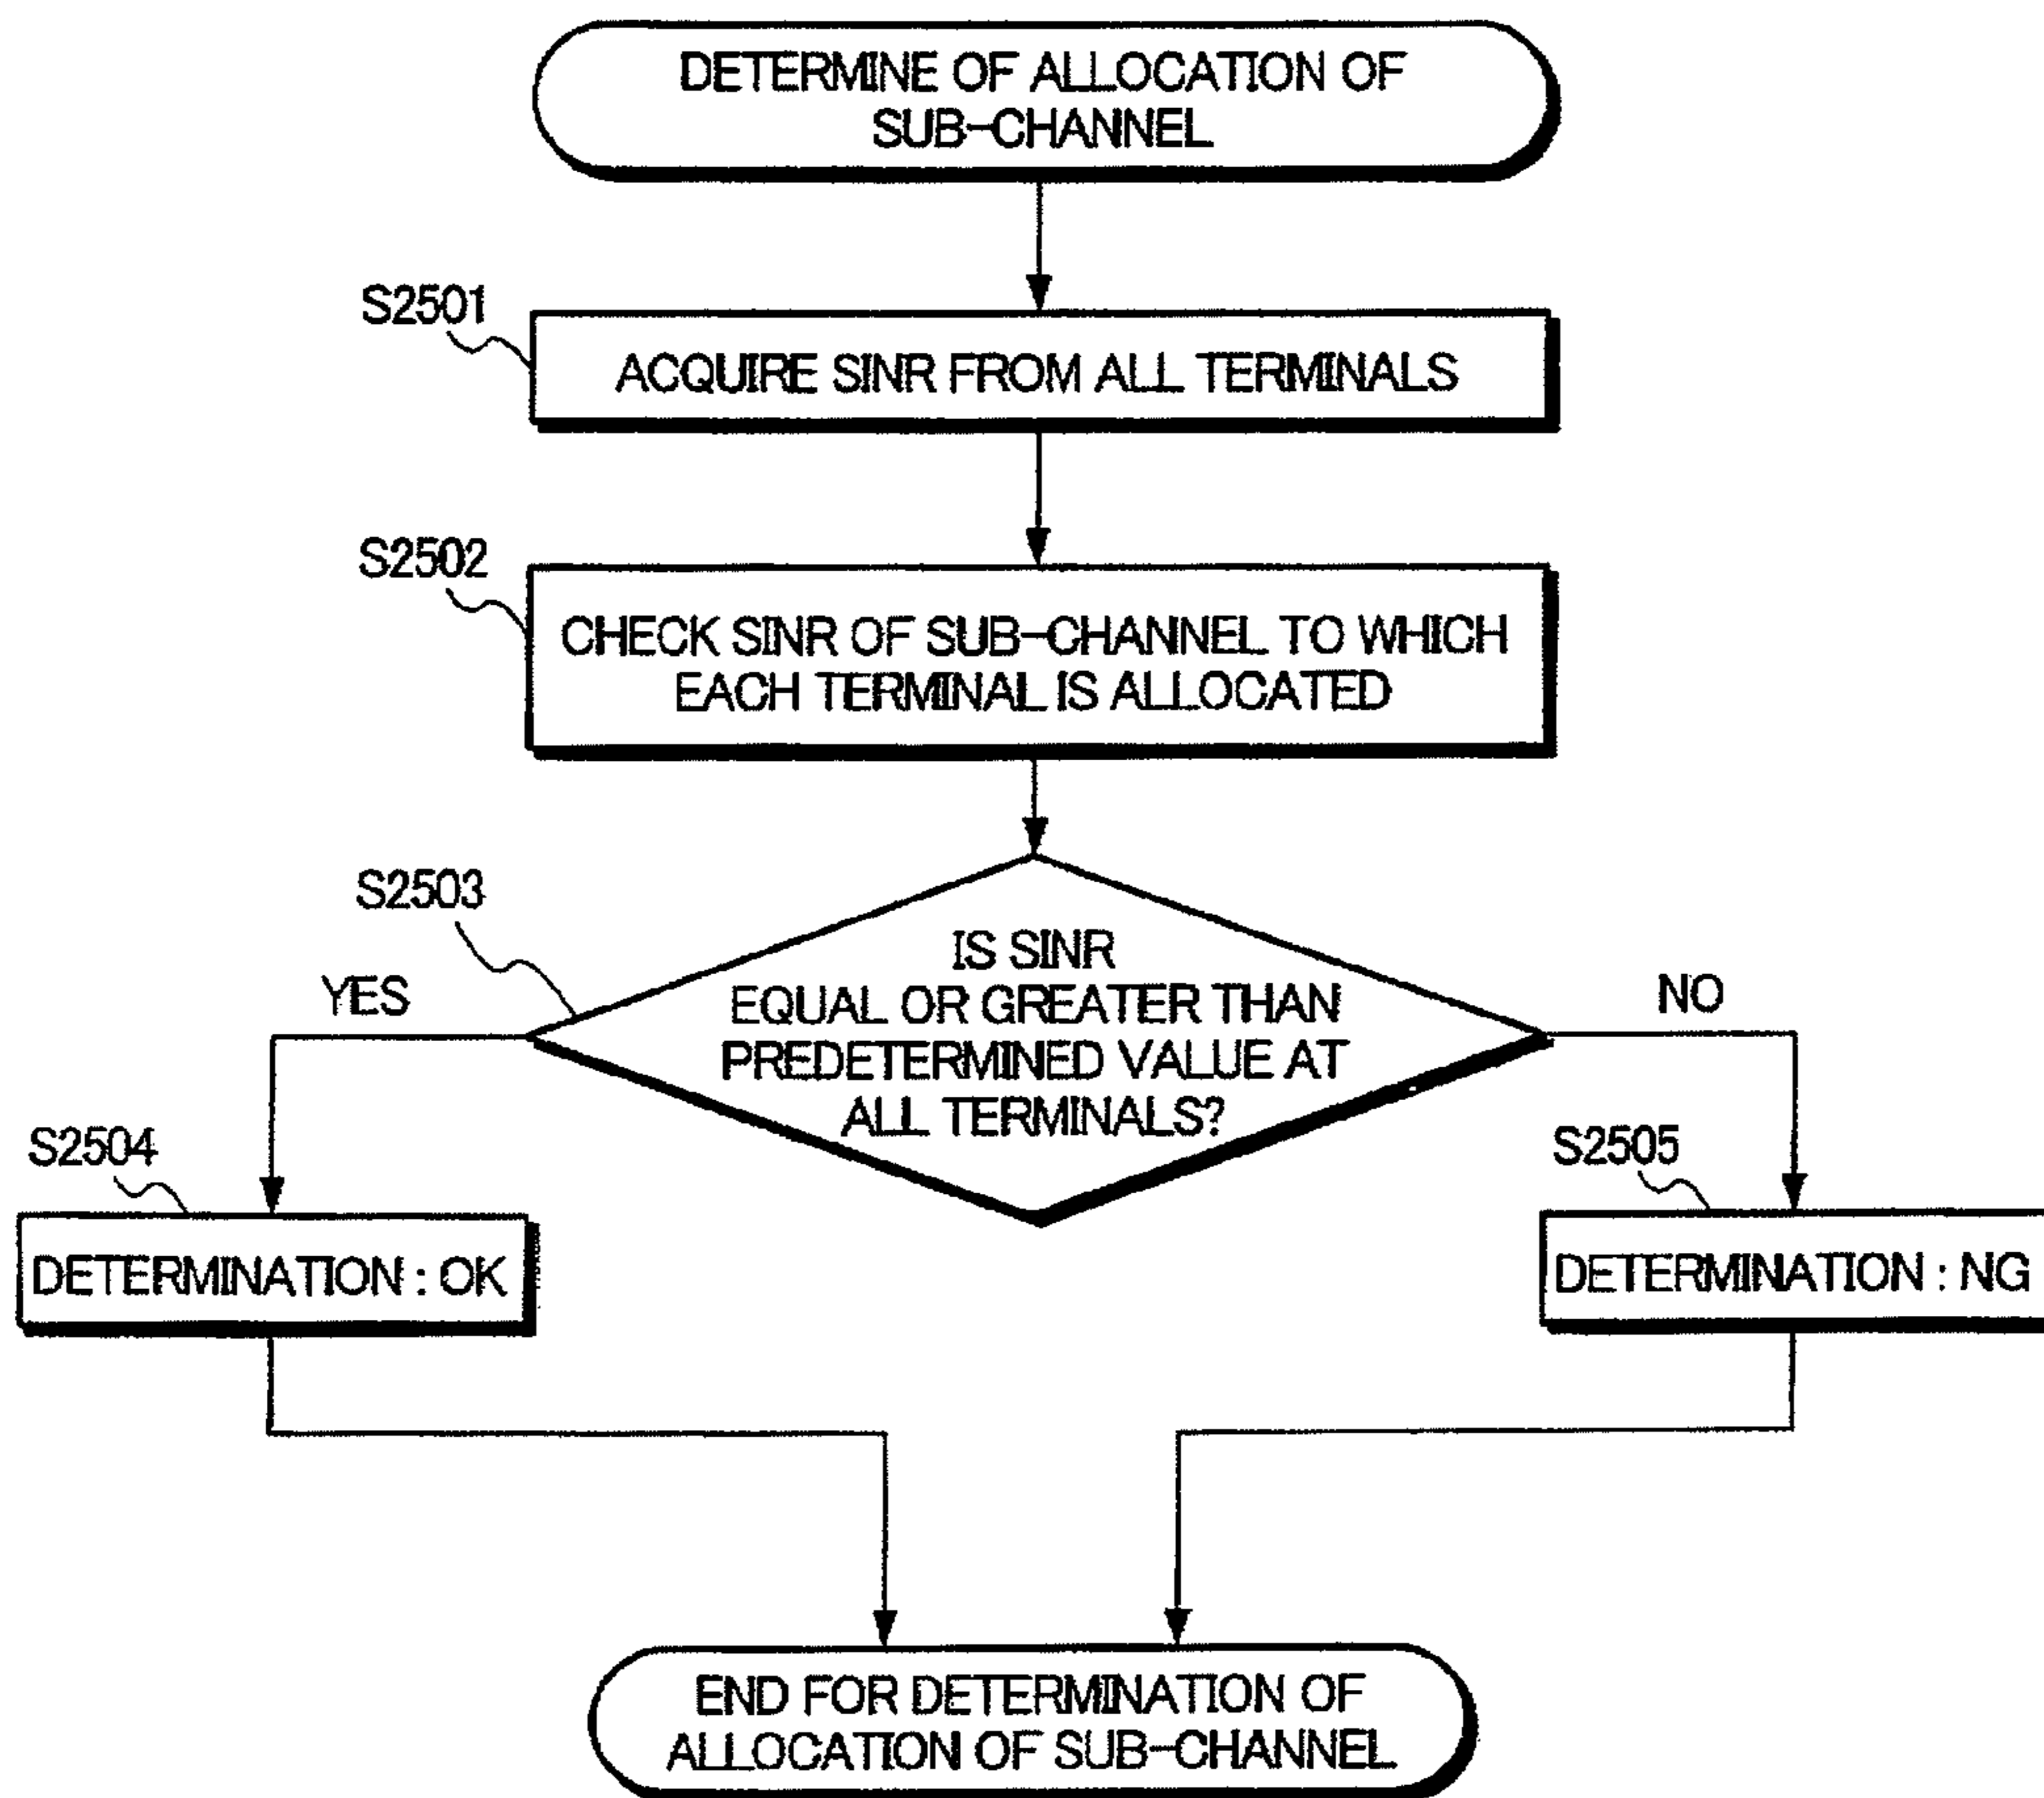 DETERMINE OF ALLOCATION OF
SUB-CHANNEL
S2501
ACQUIRE SINR FROM ALL TERMINALS
S2502
CHECK SINR OF SUB-CHANNEL TO WHICH
EACH TERMINAL IS ALLOCATED
S2503
IS SINR
EQUAL OR GREATER THAN
PREDETERMINED VALUE AT
ALL TERMINALS?
YES
NO
S2504
DETERMINATION : OK
S2505
DETERMINATION : NG
END FOR DETERMINATION OF
ALLOCATION OF SUB-CHANNEL